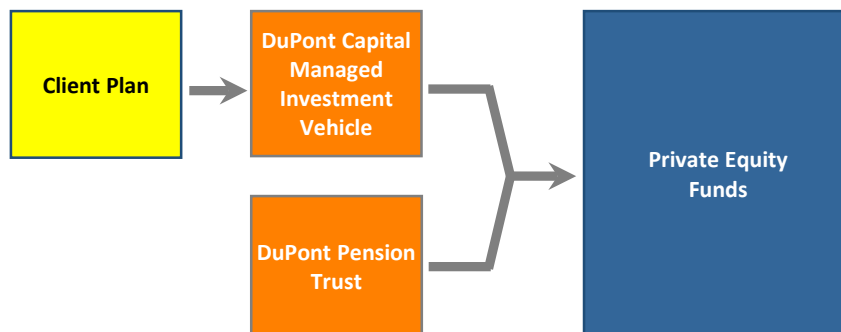 Client Plan
DuPont Capital
Managed
Investment
Vehicle
DuPont Pension
Trust
Private Equity
Funds